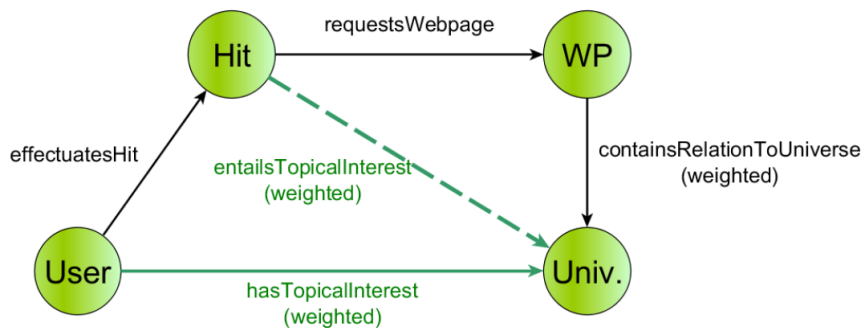 requestsWebpage
Hit
WP
effectuatesHit
entailsTopicalInterest
(weighted)
containsRelationToUniverse
(weighted)
User
Univ.
hasTopicalInterest
(weighted)